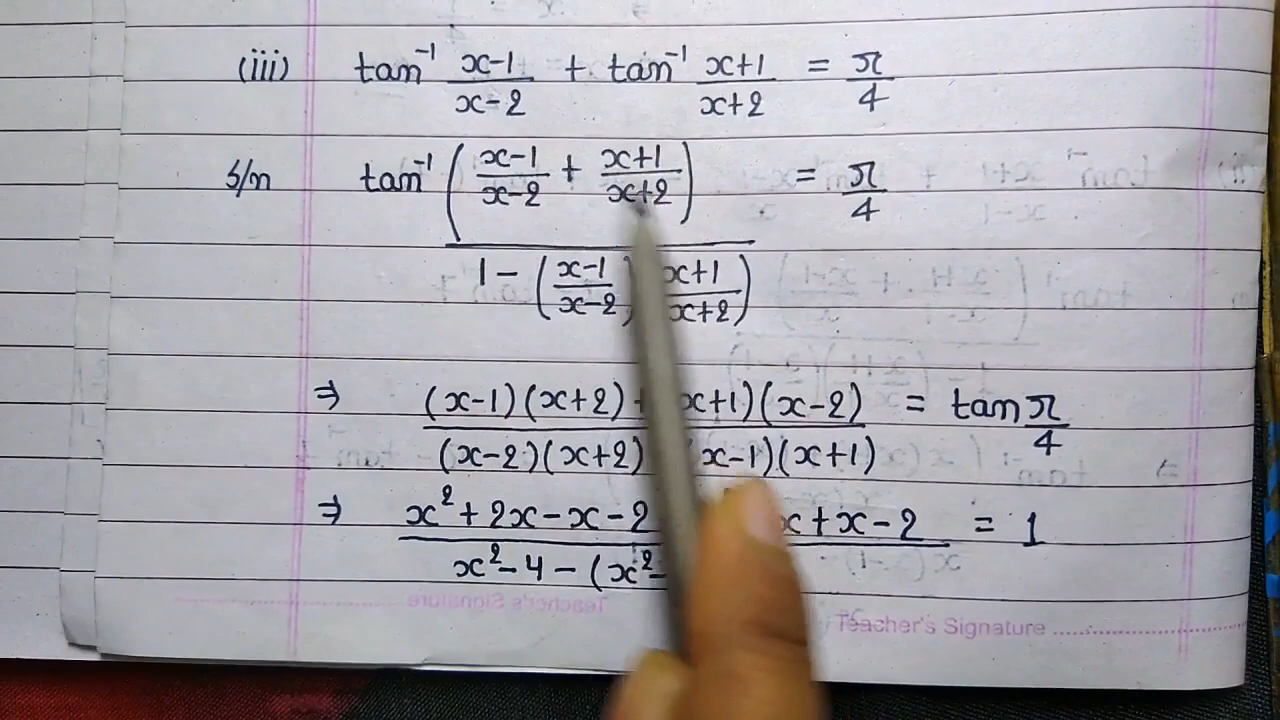 (iii) tan⁻¹ (x-1)/(x-2) + tan⁻¹ (x+1)/(x+2) = π/4
S/n tan⁻¹ ( (x-1)/(x-2) + (x+1)/(x+2) ) = π/4
1 - ( (x-1)/(x-2) ) (x+1)/(x+2) )
⇒ (x-1)(x+2) x+1)(x-2) = tan π/4
(x-2)(x+2) x-1)(x+1)
⇒ x² + 2x - x - 2 x + x - 2 = 1
x² - 4 - (x² -
Teacher's Signature